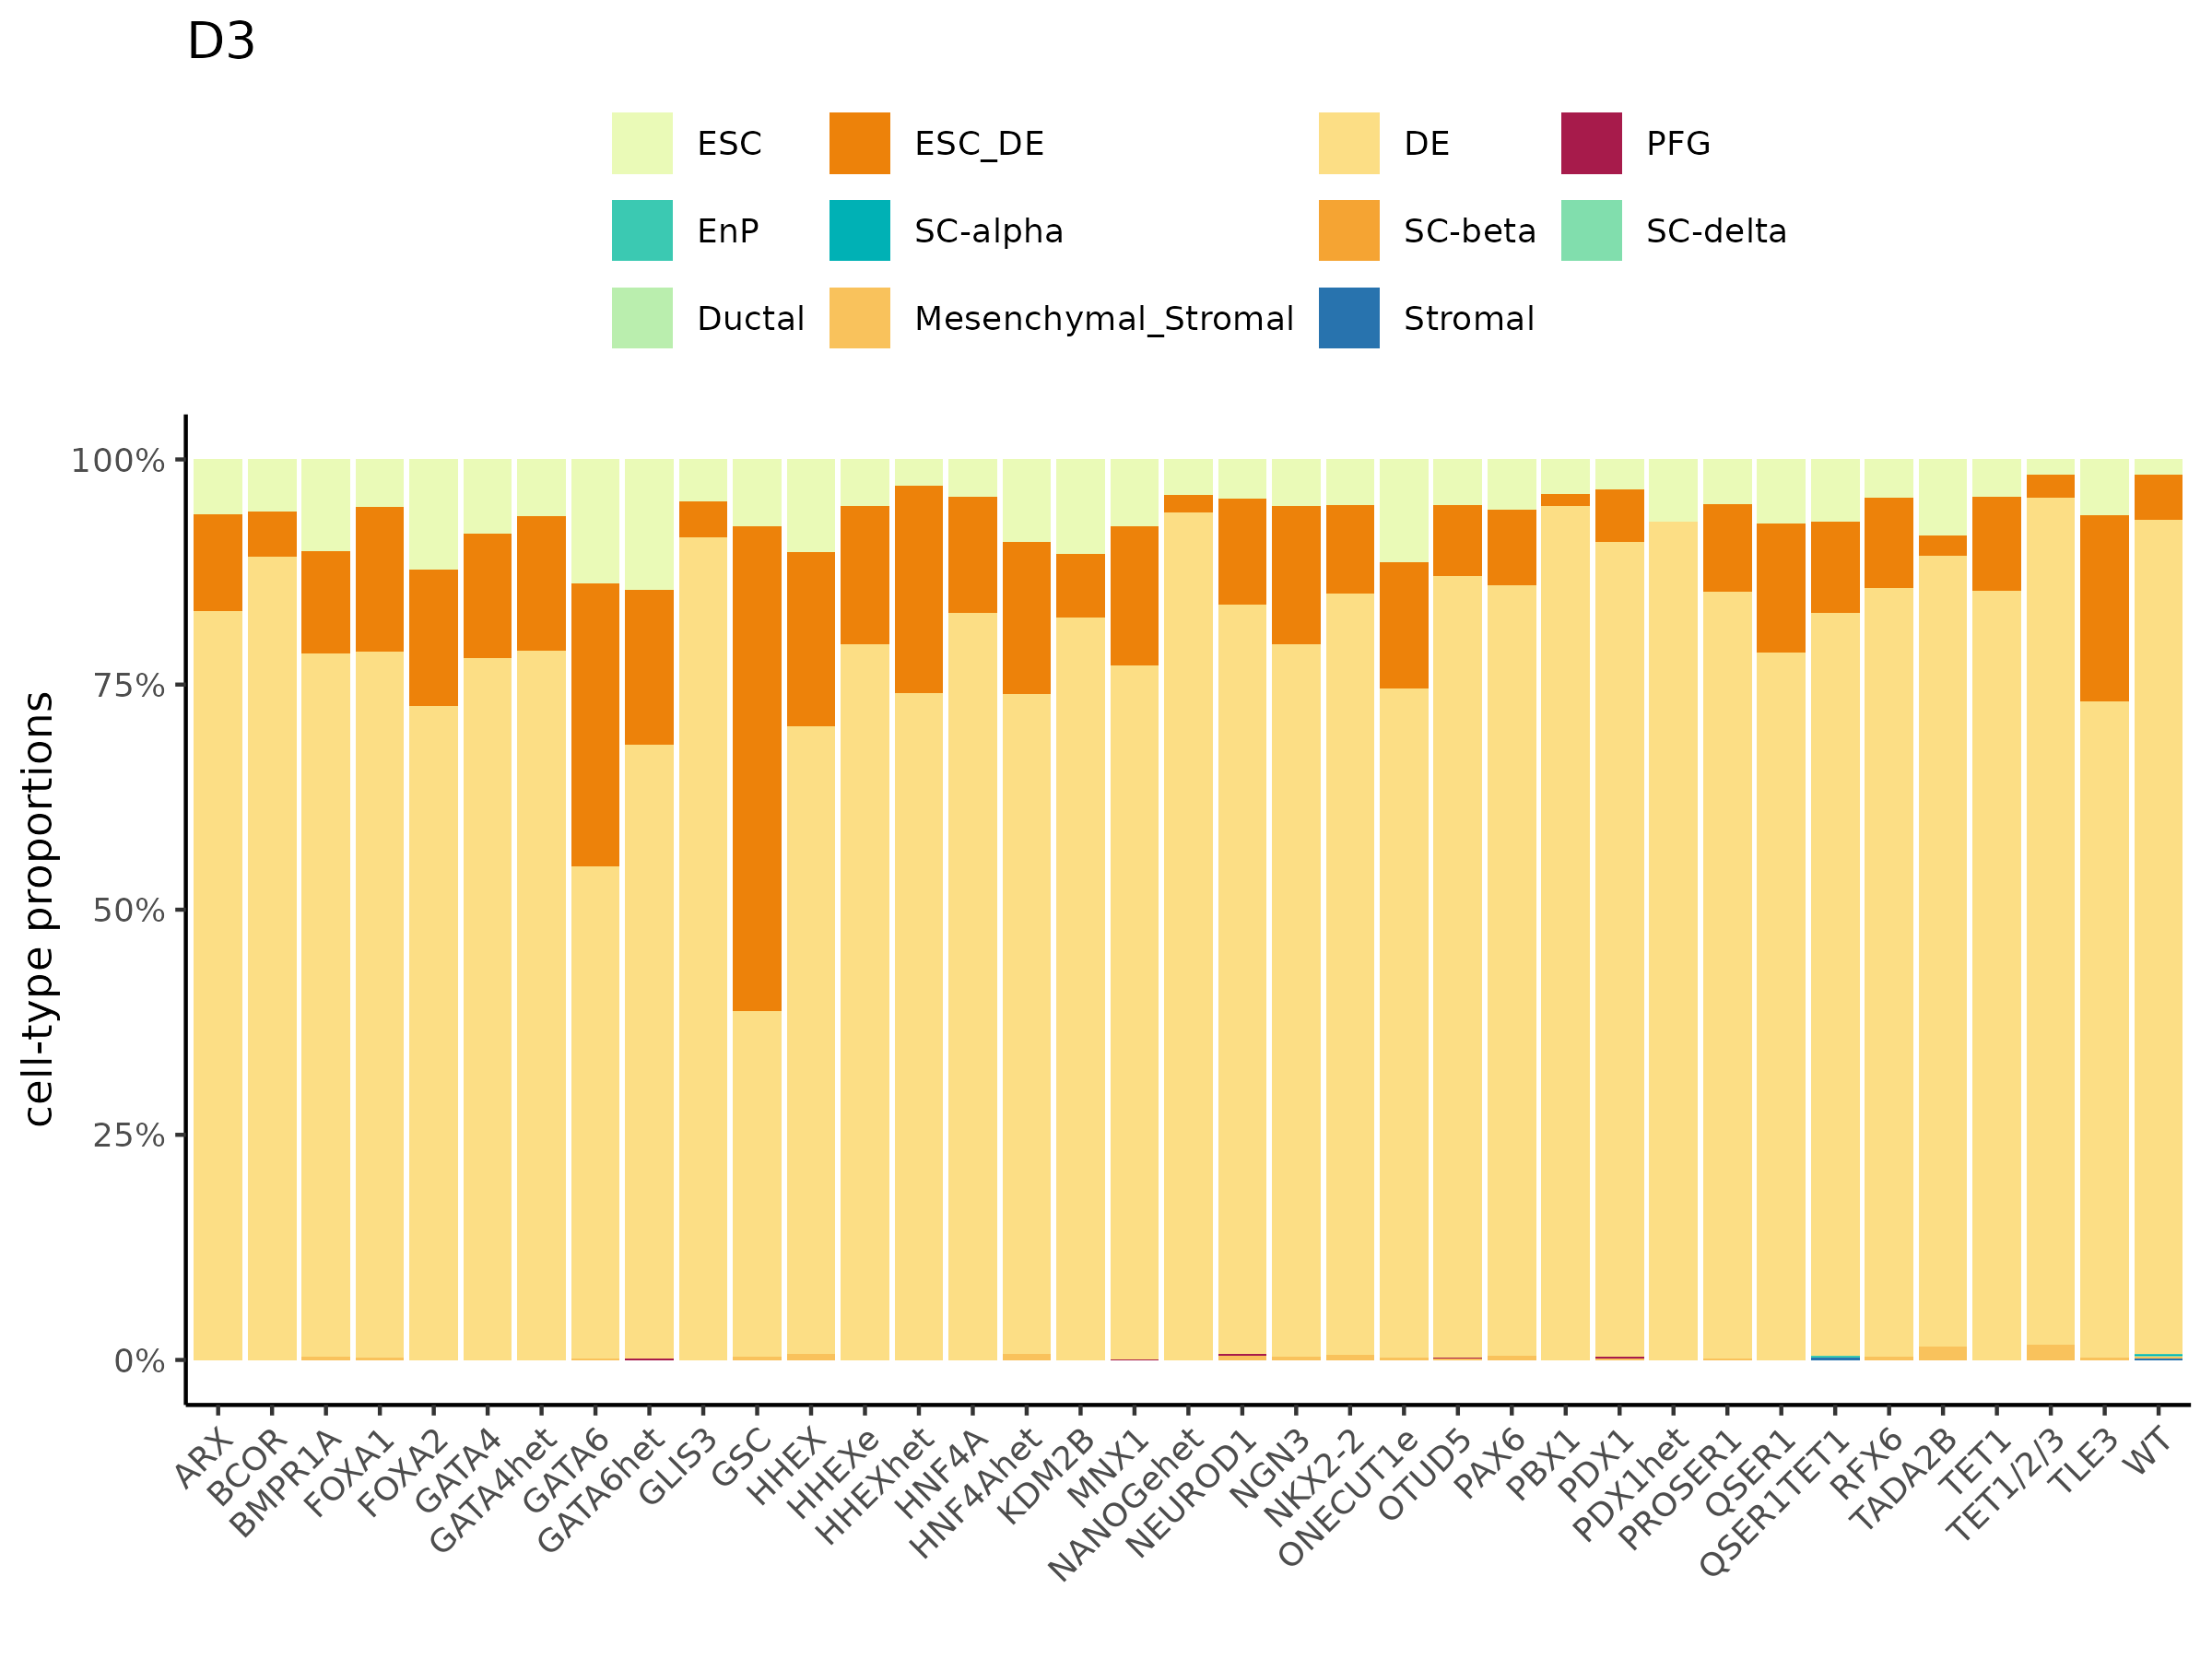 D3
ESC ESC_DE DE PFG
EnP SC-alpha SC-beta SC-delta
Ductal Mesenchymal_Stromal Stromal
cell-type proportions
100%
75%
50%
25%
0%
ARX
BCOR
BMPR1A
FOXA1
FOXA2
GATA4
GATA4het
GATA6
GATA6het
GLIS3
GSC
HHEX
HHEXe
HHEXhet
HNF4A
HNF4Ahet
KDM2B
MNX1
NANOGehet
NEUROD1
NGN3
NKX2-2
ONECUT1e
OTUD5
PAX6
PBX1
PDX1
PDX1het
PROSER1
QSER1
QSER1TET1
RFX6
TADA2B
TET1
TET1/2/3
TLE3
WT